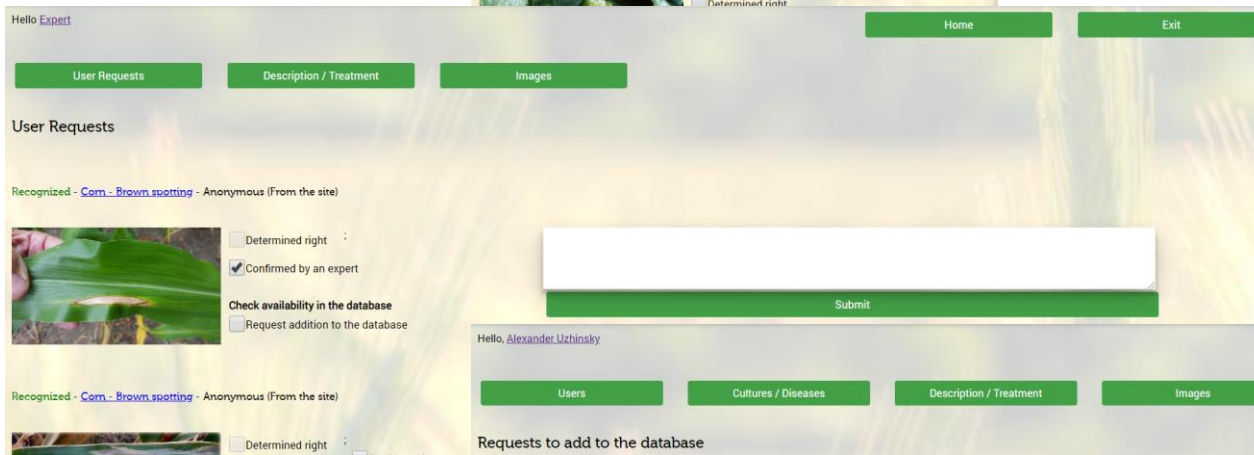 Determined right
Hello Expert
Home
Exit
User Requests
Description / Treatment
Images
User Requests
Recognized - Corn - Brown spotting - Anonymous (From the site)
Determined right ;
Confirmed by an expert
Check availability in the database
Request addition to the database
Submit
Hello, Alexander Uzhinsky
Users
Cultures / Diseases
Description / Treatment
Images
Requests to add to the database
Recognized - Corn - Brown spotting - Anonymous (From the site)
Determined right ;